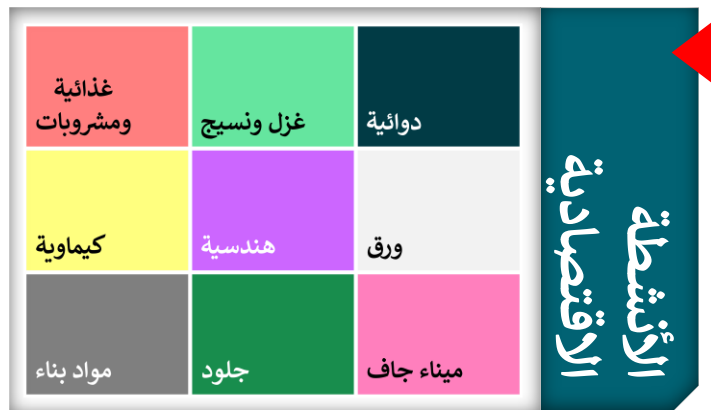 الأنشطة
الاقتصادية
دوائية
غزل ونسيج
غذائية
ومشروبات
ورق
هندسية
كيماوية
ميناء جاف
جلود
مواد بناء